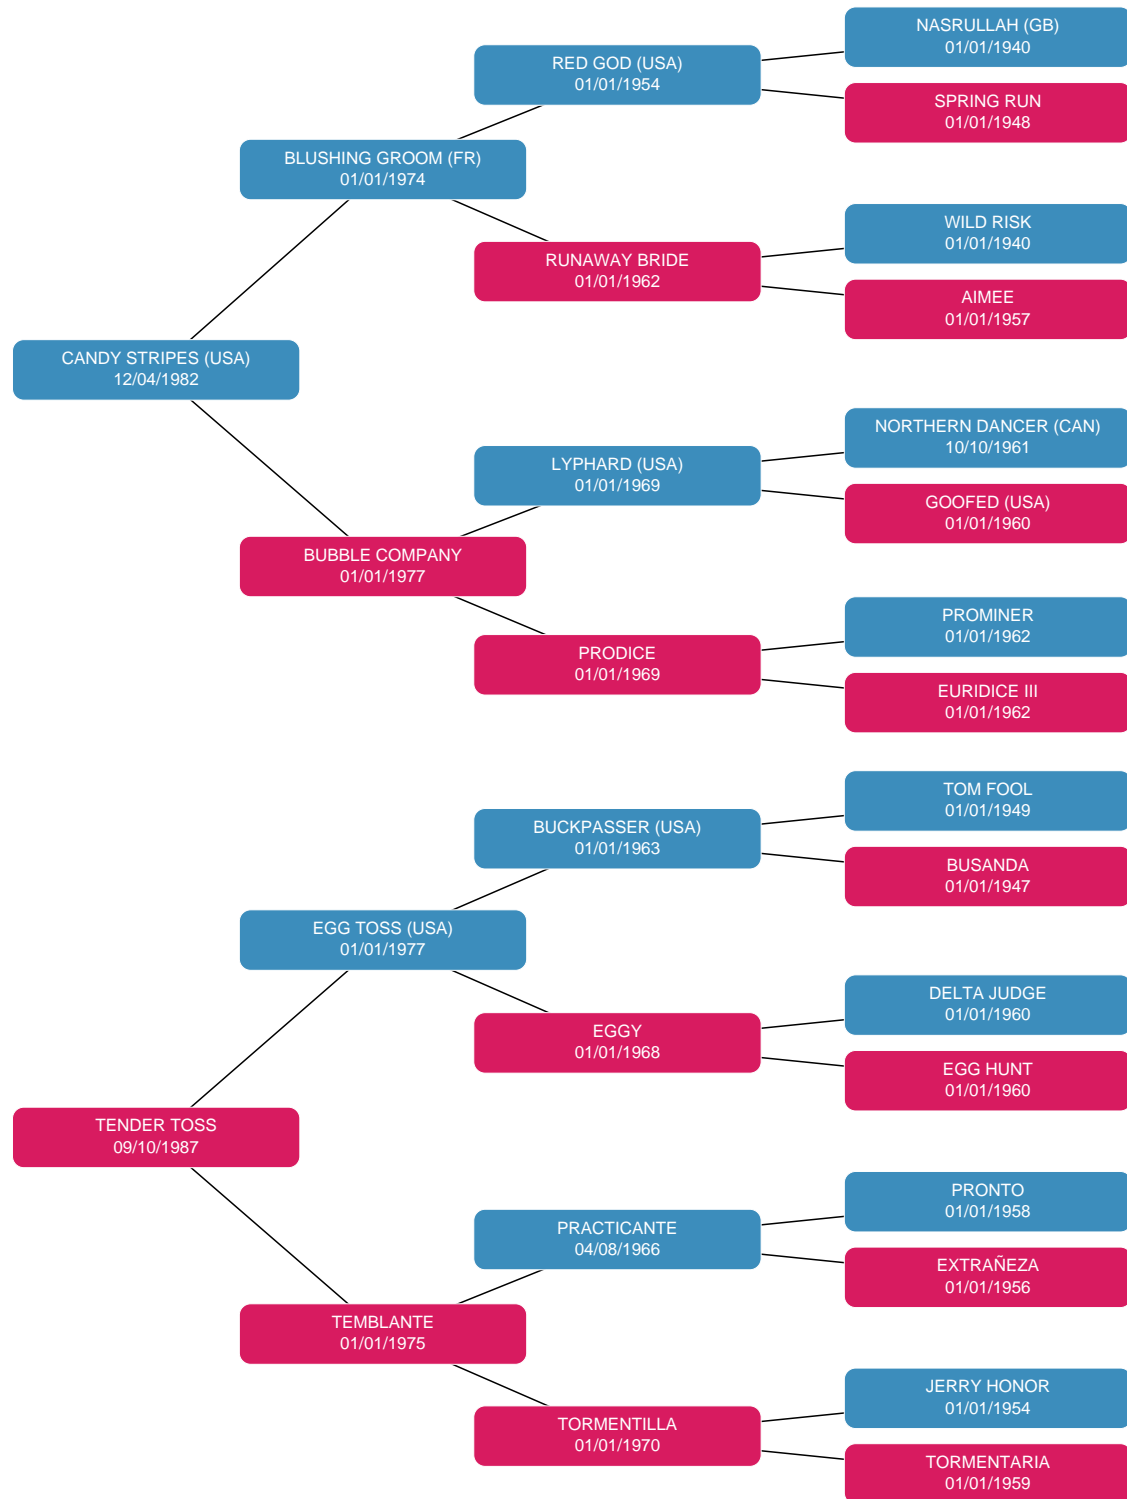 NASRULLAH (GB)
01/01/1940
RED GOD (USA)
01/01/1954
SPRING RUN
01/01/1948
BLUSHING GROOM (FR)
01/01/1974
WILD RISK
01/01/1940
RUNAWAY BRIDE
01/01/1962
AIMEE
01/01/1957
CANDY STRIPES (USA)
12/04/1982
NORTHERN DANCER (CAN)
10/10/1961
LYPHARD (USA)
01/01/1969
GOOFED (USA)
01/01/1960
BUBBLE COMPANY
01/01/1977
PROMINER
01/01/1962
PRODICE
01/01/1969
EURIDICE III
01/01/1962
TOM FOOL
01/01/1949
BUCKPASSER (USA)
01/01/1963
BUSANDA
01/01/1947
EGG TOSS (USA)
01/01/1977
DELTA JUDGE
01/01/1960
EGGY
01/01/1968
EGG HUNT
01/01/1960
TENDER TOSS
09/10/1987
PRONTO
01/01/1958
PRACTICANTE
04/08/1966
EXTRAÑEZA
01/01/1956
TEMBLANTE
01/01/1975
JERRY HONOR
01/01/1954
TORMENTILLA
01/01/1970
TORMENTARIA
01/01/1959